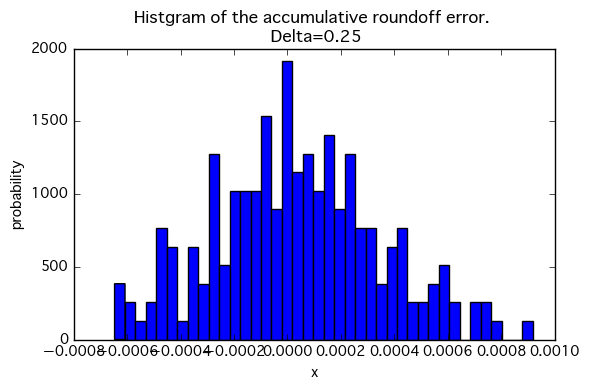 Histgram of the accumulative roundoff error.
Delta=0.25
2000
1500
1000
500
0
probability
−0.0008 −0.0006 −0.0004 −0.0002 0.0000 0.0002 0.0004 0.0006 0.0008 0.0010
x